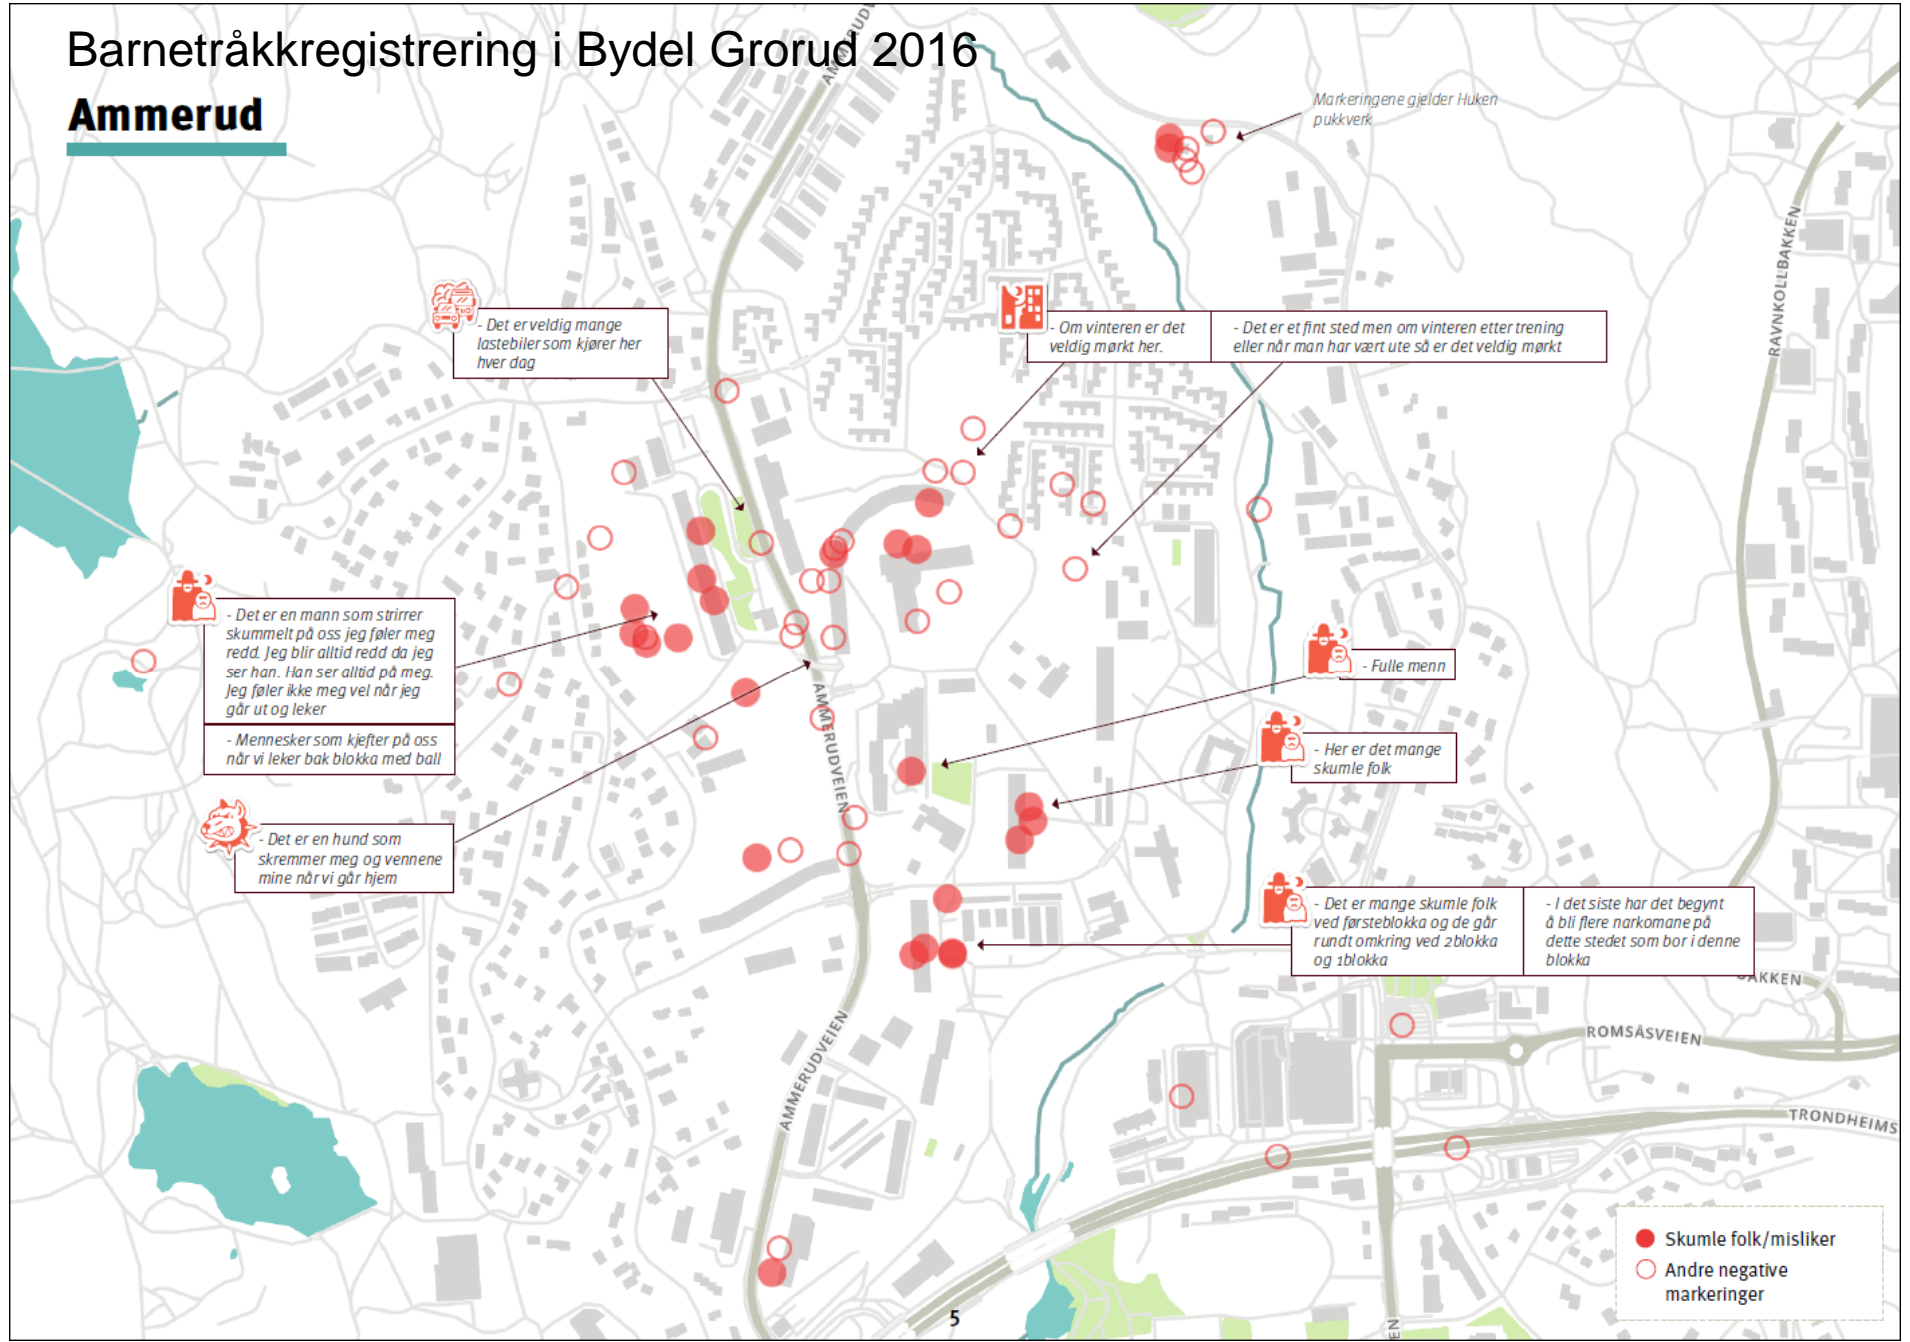 Barnetråkkregistrering i Bydel Grorud 2016
Ammerud
AMMERUDV
Markeringene gjelder Huken
pukkverk
RAVNKOLLBAKKEN
- Det er veldig mange
lastebiler som kjører her
hver dag
- Om vinteren er det
veldig mørkt her.
- Det er et fint sted men om vinteren etter trening
eller når man har vært ute så er det veldig mørkt
- Det er en mann som strirrer
skummelt på oss jeg føler meg
redd. Jeg blir alltid redd da jeg
ser han. Han ser alltid på meg.
Jeg føler ikke meg vel når jeg
går ut og leker
- Mennesker som kjefter på oss
når vi leker bak blokka med ball
- Fulle menn
AMMERUDVEIEN
- Her er det mange
skumle folk
- Det er en hund som
skremmer meg og vennene
mine når vi går hjem
- Det er mange skumle folk
ved førsteblokka og de går
rundt omkring ved 2blokka
og 1blokka
- I det siste har det begynt
å bli flere narkomane på
dette stedet som bor i denne
blokka
BAKKEN
ROMSÅSVEIEN
AMMERUDVEIEN
TRONDHEIMS
Skumle folk/misliker
Andre negative
markeringer
EN
5